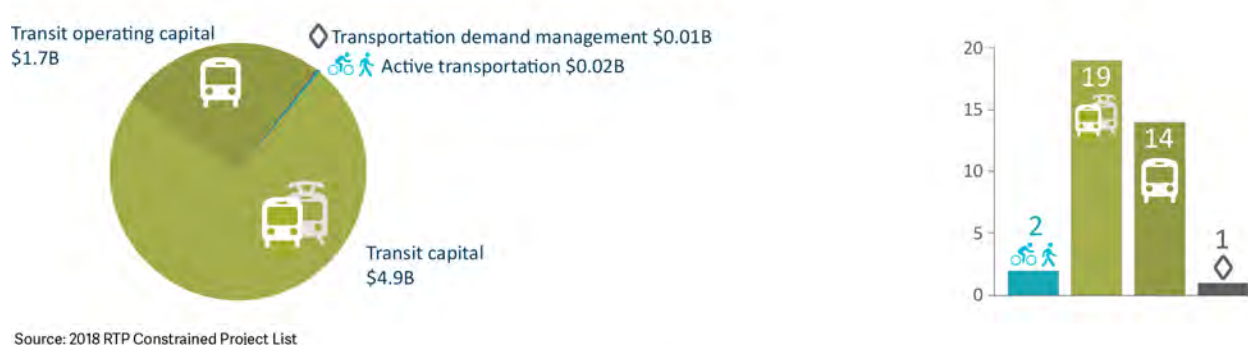 Transit operating capital
$1.7B
Transportation demand management $0.01B
Active transportation $0.02B
Transit capital
$4.9B
20
15
10
5
0
2
19
14
1
Source: 2018 RTP Constrained Project List